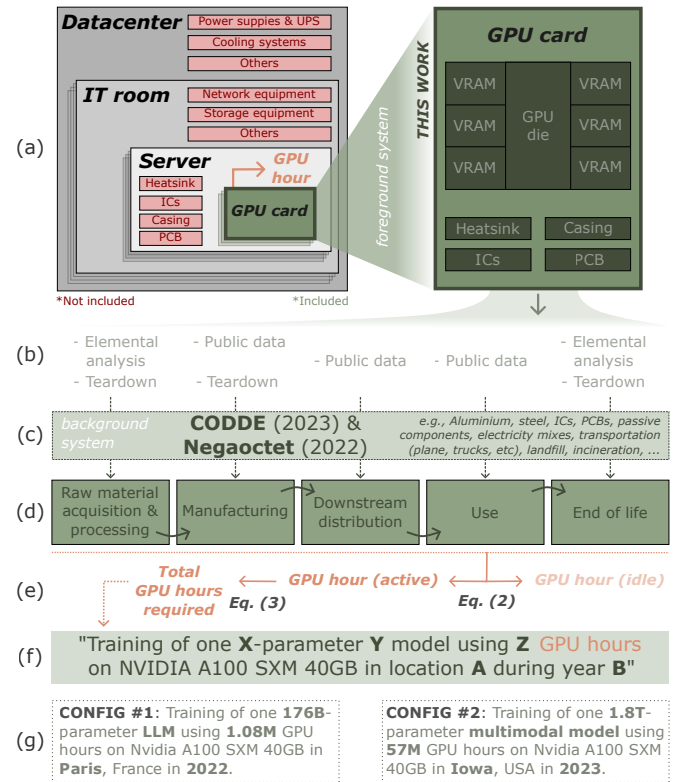 Datacenter
Power suppies & UPS
Cooling systems
Others
IT room
Network equipment
Storage equipment
Others
(a)
Server
GPU
hour
Heatsink
ICs
Casing
PCB
GPU card
*Not included
*Included
foreground system
THIS WORK
GPU card
VRAM
VRAM
VRAM
GPU
die
VRAM
VRAM
VRAM
Heatsink
Casing
ICs
PCB
(b)
- Elemental
analysis
- Teardown
- Public data
- Teardown
- Public data
- Public data
- Elemental
analysis
- Teardown
(c)
background
system
CODDE (2023) &
Negaoctet (2022)
e.g., Aluminium, steel, ICs, PCBs, passive
components, electricity mixes, transportation
(plane, trucks, etc), landfill, incineration, ...
(d)
Raw material
acquisition &
processing
Manufacturing
Downstream
distribution
Use
End of life
(e)
Total
GPU hours
required
Eq. (3)
GPU hour (active)
Eq. (2)
GPU hour (idle)
(f)
"Training of one X-parameter Y model using Z GPU hours
on NVIDIA A100 SXM 40GB in location A during year B"
(g)
CONFIG #1: Training of one 176B-
parameter LLM using 1.08M GPU
hours on Nvidia A100 SXM 40GB in
Paris, France in 2022.
CONFIG #2: Training of one 1.8T-
parameter multimodal model using
57M GPU hours on Nvidia A100 SXM
40GB in Iowa, USA in 2023.